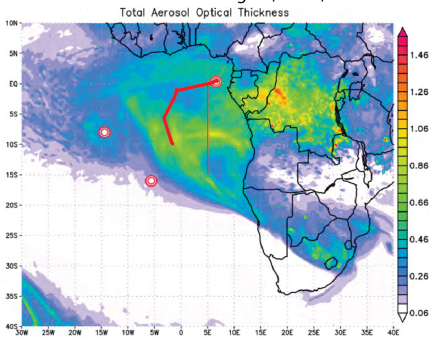 Total Aerosol Optical Thickness
10N
5N
EQ
5S
10S
15S
20S
25S
30S
35S
40S
30W 25W 20W 15W 10W 5W 0 5E 10E 15E 20E 25E 30E 35E 40E
1.46
1.26
1.06
0.86
0.66
0.46
0.26
0.06